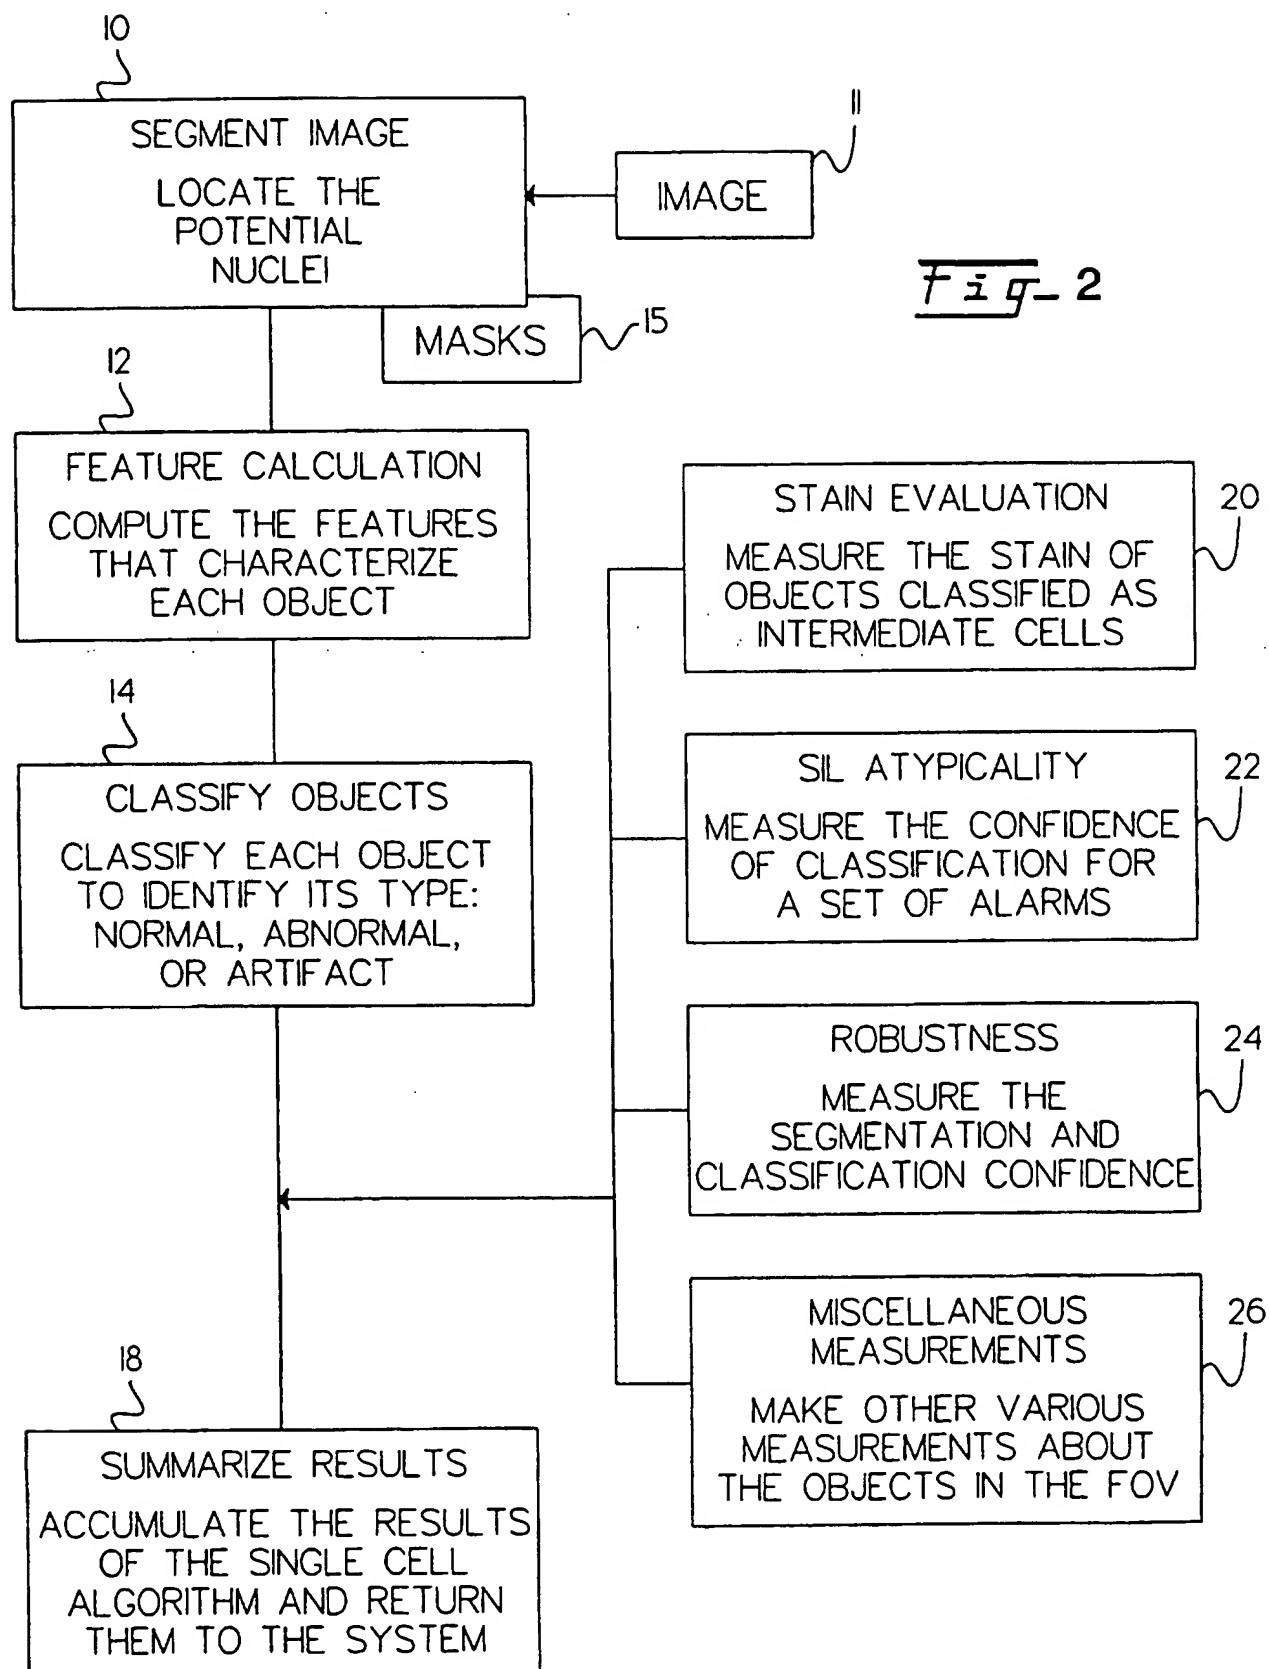 10
SEGMENT IMAGE
LOCATE THE
POTENTIAL
NUCLEI
11
IMAGE
Fig_ 2
MASKS
15
12
FEATURE CALCULATION
COMPUTE THE FEATURES
THAT CHARACTERIZE
EACH OBJECT
14
CLASSIFY OBJECTS
CLASSIFY EACH OBJECT
TO IDENTIFY ITS TYPE:
NORMAL, ABNORMAL,
OR ARTIFACT
STAIN EVALUATION
MEASURE THE STAIN OF
OBJECTS CLASSIFIED AS
INTERMEDIATE CELLS
20
SIL ATYPICALITY
MEASURE THE CONFIDENCE
OF CLASSIFICATION FOR
A SET OF ALARMS
22
ROBUSTNESS
MEASURE THE
SEGMENTATION AND
CLASSIFICATION CONFIDENCE
24
MISCELLANEOUS
MEASUREMENTS
MAKE OTHER VARIOUS
MEASUREMENTS ABOUT
THE OBJECTS IN THE FOV
26
18
SUMMARIZE RESULTS
ACCUMULATE THE RESULTS
OF THE SINGLE CELL
ALGORITHM AND RETURN
THEM TO THE SYSTEM